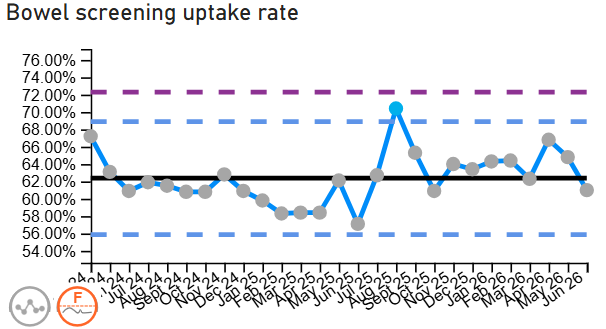 Bowel screening uptake rate
76.00%
74.00%
72.00%
70.00%
68.00%
66.00%
64.00%
62.00%
60.00%
58.00%
56.00%
54.00%
24
24
Jul 24
Aug 24
Sept 24
Oct 24
Nov 24
Dec 24
Jan 24
Feb 25
Mar 25
Apr 25
May 25
Jun 25
Jul 25
Aug 25
Sept 25
Oct 25
Nov 25
Dec 25
Jan 26
Feb 26
Mar 26
Apr 26
May 26
Jun 26
F